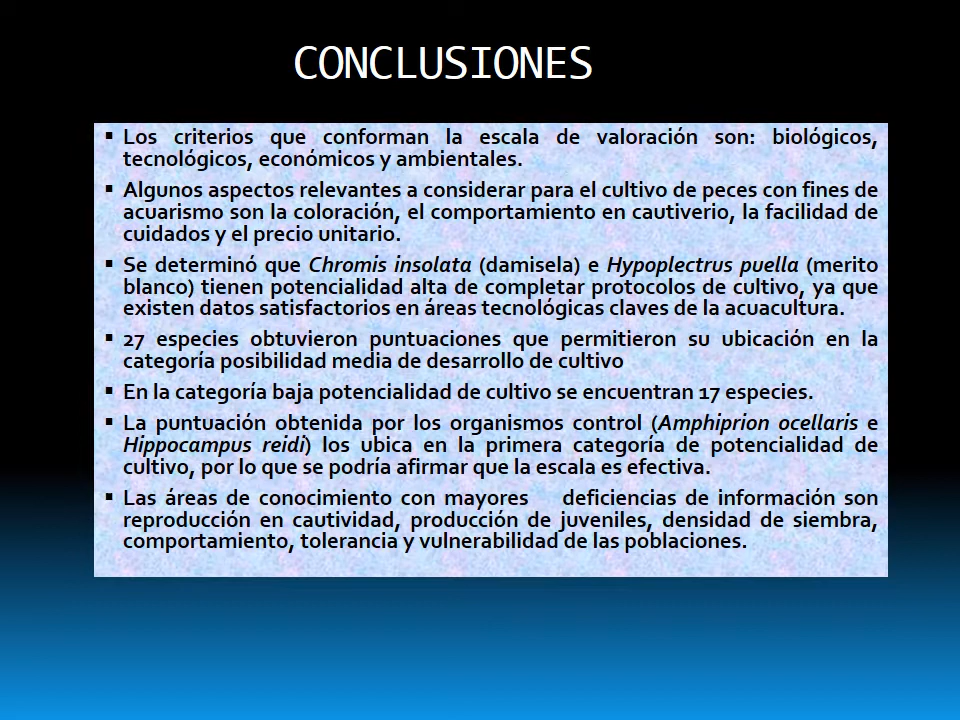 CONCLUSIONES
▪ Los criterios que conforman la escala de valoración son: biológicos,
tecnológicos, económicos y ambientales.
▪ Algunos aspectos relevantes a considerar para el cultivo de peces con fines de
acuarismo son la coloración, el comportamiento en cautiverio, la facilidad de
cuidados y el precio unitario.
▪ Se determinó que Chromis insolata (damisela) e Hypoplectrus puella (merito
blanco) tienen potencialidad alta de completar protocolos de cultivo, ya que
existen datos satisfactorios en áreas tecnológicas claves de la acuacultura.
▪ 27 especies obtuvieron puntuaciones que permitieron su ubicación en la
categoría posibilidad media de desarrollo de cultivo
▪ En la categoría baja potencialidad de cultivo se encuentran 17 especies.
▪ La puntuación obtenida por los organismos control (Amphiprion ocellaris e
Hippocampus reidi) los ubica en la primera categoría de potencialidad de
cultivo, por lo que se podría afirmar que la escala es efectiva.
▪ Las áreas de conocimiento con mayores deficiencias de información son
reproducción en cautividad, producción de juveniles, densidad de siembra,
comportamiento, tolerancia y vulnerabilidad de las poblaciones.